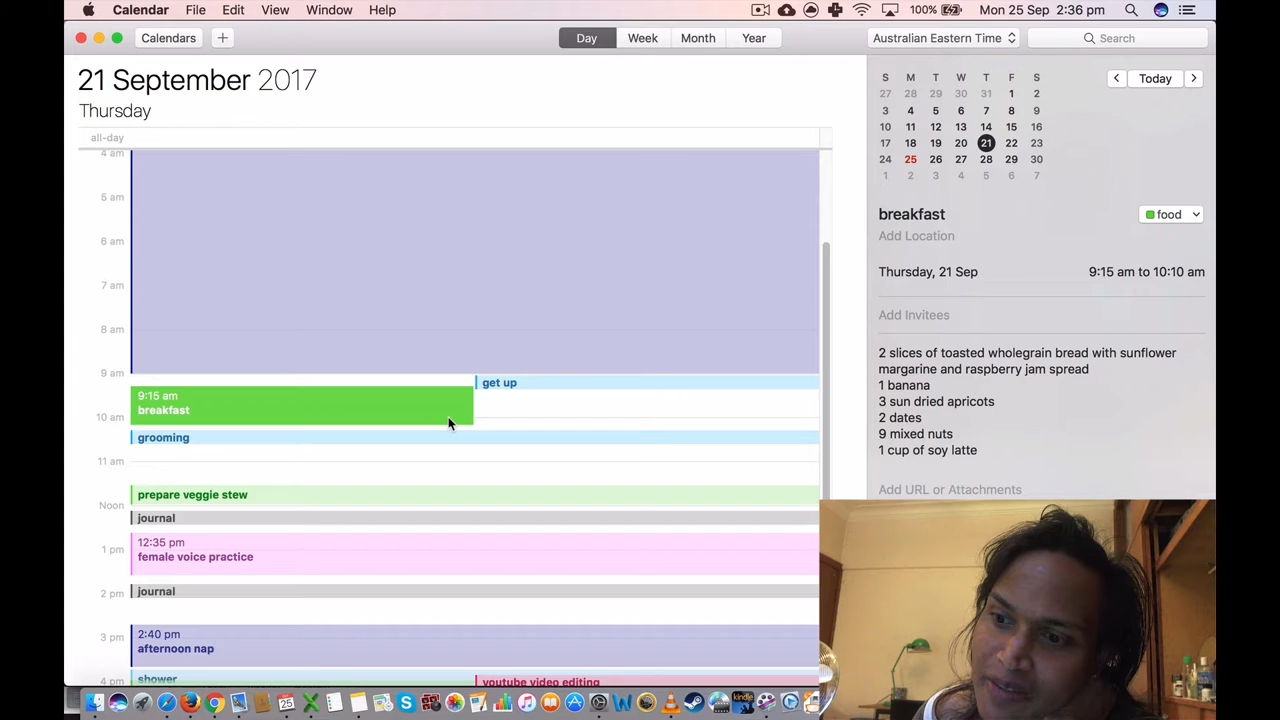 Calendar File Edit View Window Help 100% Mon 25 Sep 2:36 pm
Calendars + Day Week Month Year Australian Eastern Time Search
21 September 2017
Thursday
all-day
4 am
5 am
6 am
7 am
8 am
9 am
get up
9:15 am
breakfast
10 am
grooming
11 am
prepare veggie stew
Noon
journal
12:35 pm
female voice practice
1 pm
journal
2 pm
2:40 pm
afternoon nap
3 pm
shower
youtube video editing
4 pm
Today
S M T W T F S
27 28 29 30 31 1 2
3 4 5 6 7 8 9
10 11 12 13 14 15 16
17 18 19 20 21 22 23
24 25 26 27 28 29 30
1 2 3 4 5 6 7
breakfast food
Add Location
Thursday, 21 Sep 9:15 am to 10:10 am
Add Invitees
2 slices of toasted wholegrain bread with sunflower
margarine and raspberry jam spread
1 banana
3 sun dried apricots
2 dates
9 mixed nuts
1 cup of soy latte
Add URL or Attachments
25
kindle